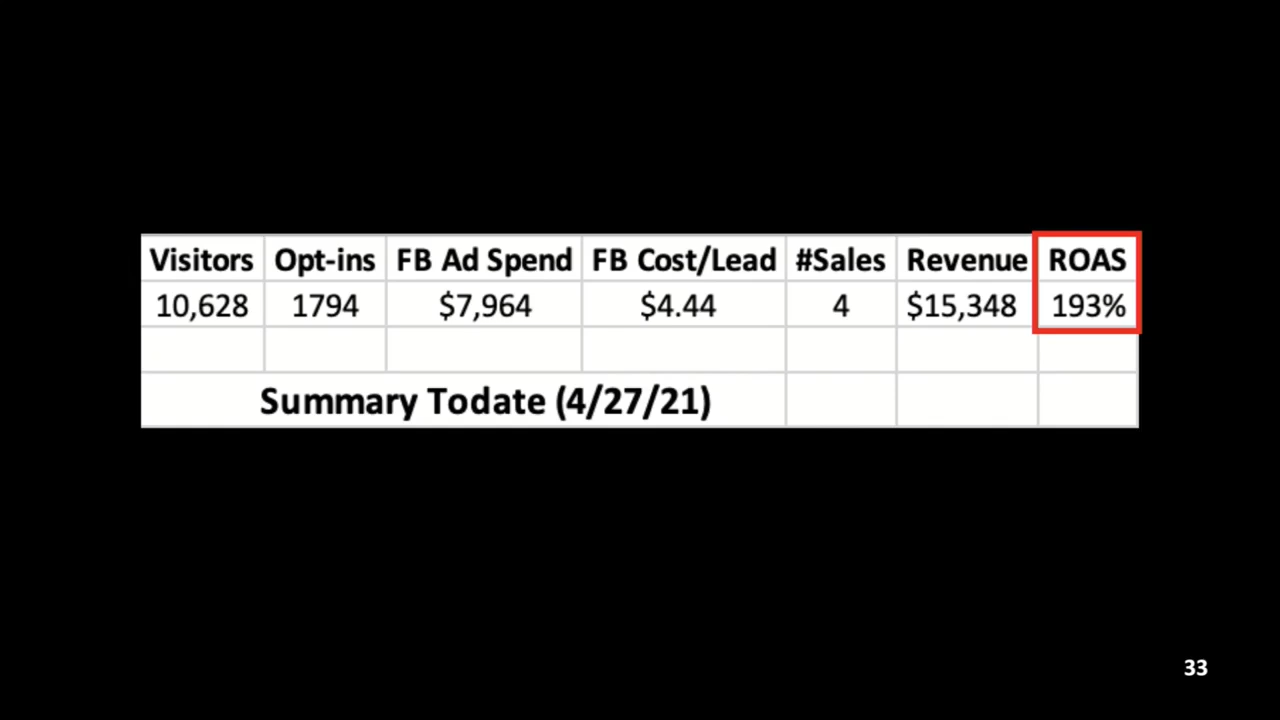 Visitors Opt-ins FB Ad Spend FB Cost/Lead #Sales Revenue ROAS
10,628 1794 $7,964 $4.44 4 $15,348 193%
Summary Todate (4/27/21)
33